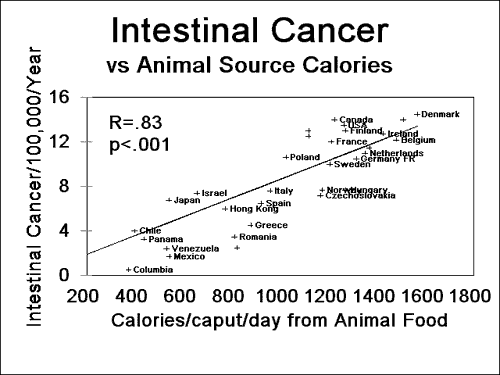 Intestinal Cancer
vs Animal Source Calories
Intestinal Cancer/100,000/Year
16
12
8
4
0
R=.83
p<.001
Denmark
Canada
USA
Finland
Ireland
France
Belgium
Netherlands
Poland
Germany FR
Sweden
Israel
Italy
Norway
Hungary
Japan
Spain
Czechoslovakia
Hong Kong
Greece
Chile
Panama
Romania
Venezuela
Mexico
Columbia
200 400 600 800 1000 1200 1400 1600 1800
Calories/caput/day from Animal Food